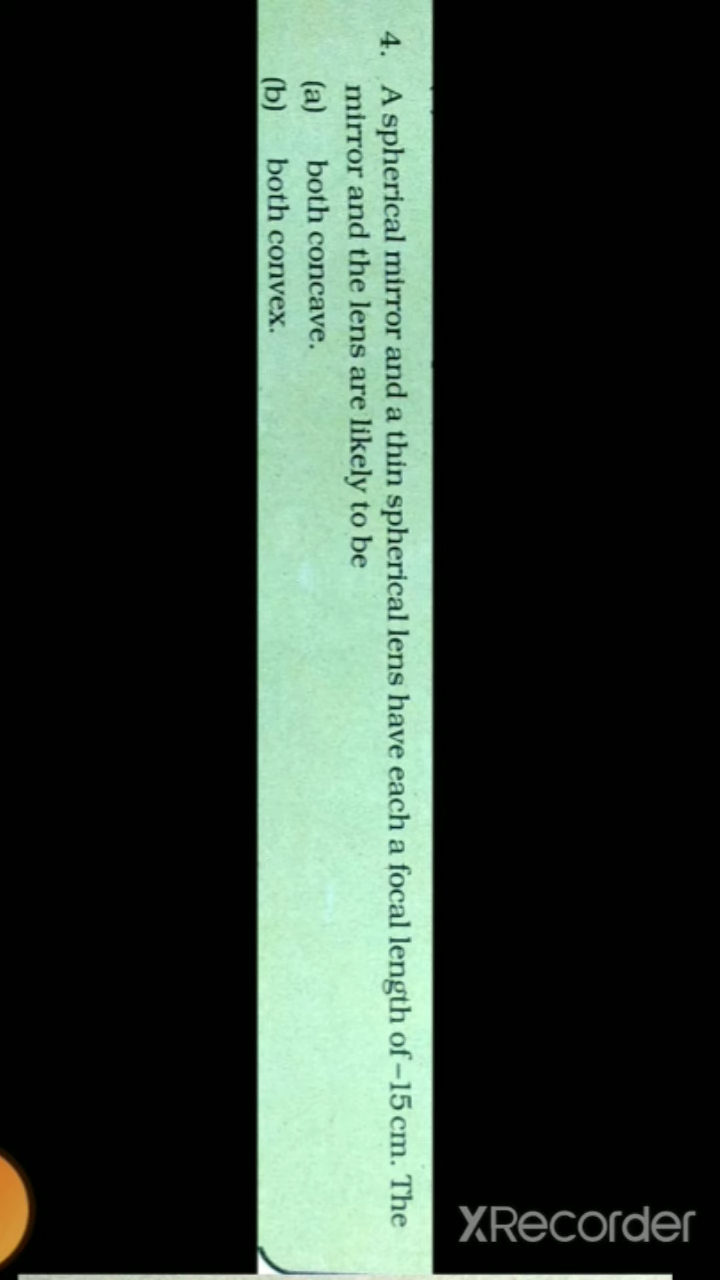 4. A spherical mirror and a thin spherical lens have each a focal length of –15 cm. The
mirror and the lens are likely to be
(a) both concave.
(b) both convex.
XRecorder